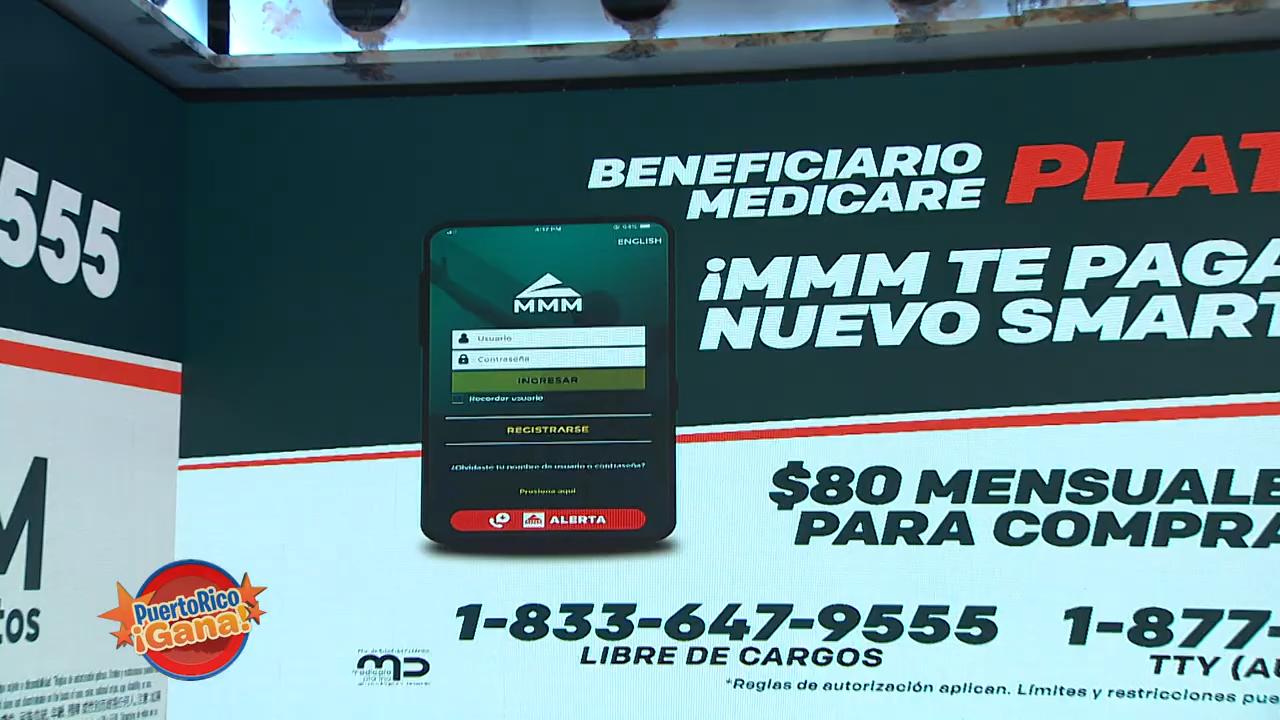 555
M
tos
BENEFICIARIO
MEDICARE PLAT
¡MMM TE PAGA
NUEVO SMART
ENGLISH
MMM
Usuario
Contraseña
INGRESAR
Recordar usuario
REGISTRARSE
¿Olvidaste tu nombre de usuario o contraseña?
Presiona aquí
ALERTA
$80 MENSUALE
PARA COMPRA
1-833-647-9555
LIBRE DE CARGOS
1-877-
TTY (AU
*Reglas de autorización aplican. Límites y restricciones pue
PuertoRico
¡Gana!